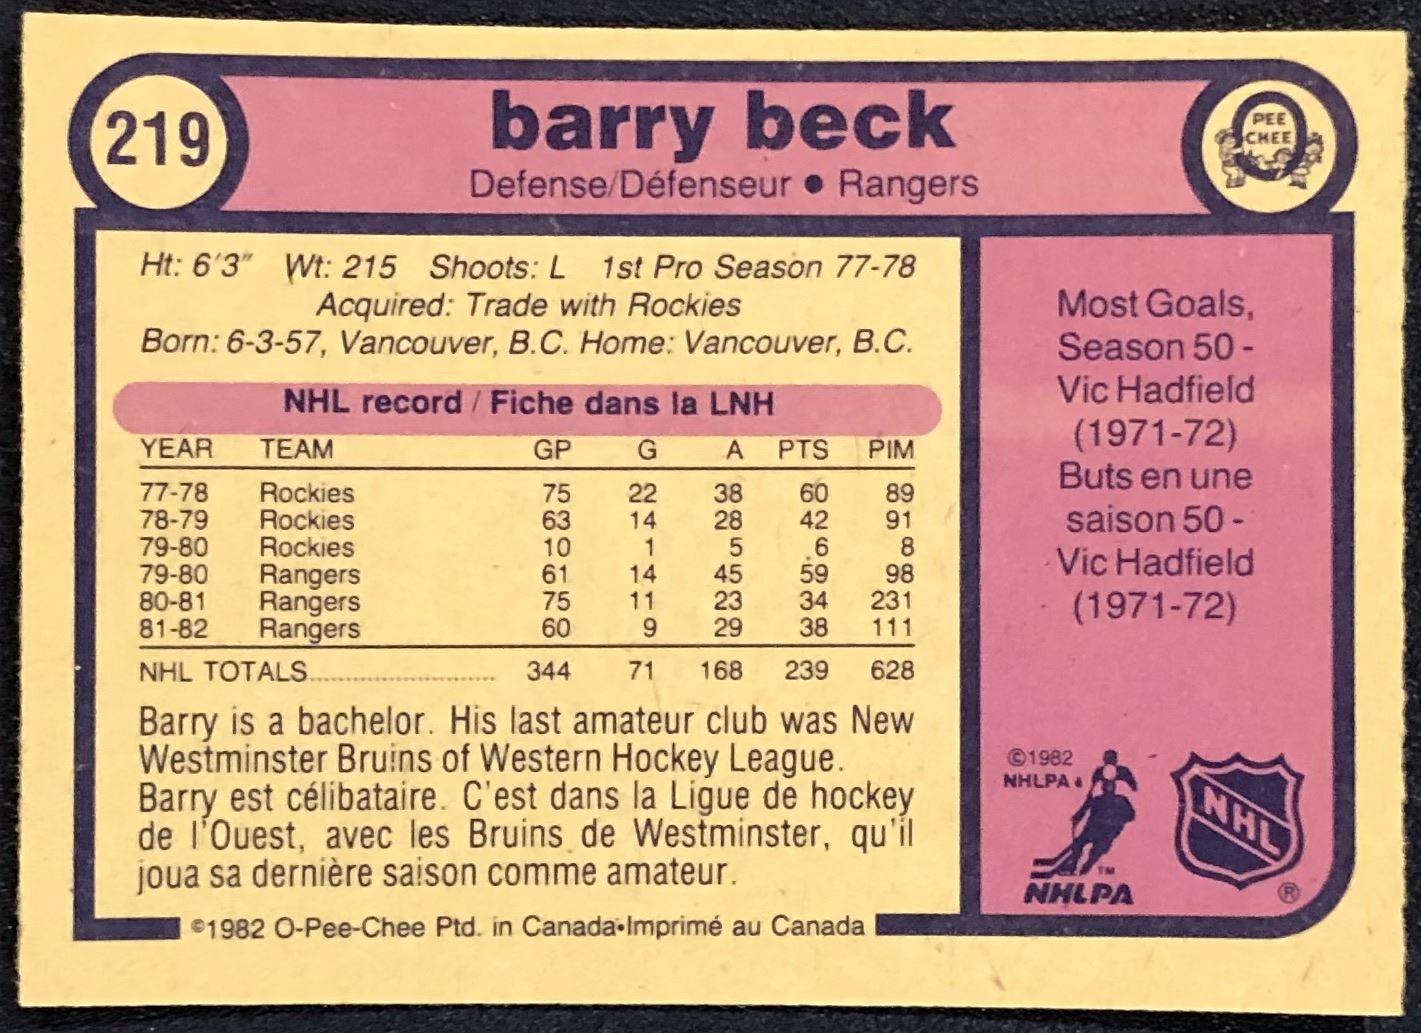 219
barry beck
Defense/Défenseur • Rangers
PEE
CHEE
Ht: 6'3" Wt: 215 Shoots: L 1st Pro Season 77-78
Acquired: Trade with Rockies
Born: 6-3-57, Vancouver, B.C. Home: Vancouver, B.C.
NHL record / Fiche dans la LNH
YEAR TEAM GP G A PTS PIM
77-78 Rockies 75 22 38 60 89
78-79 Rockies 63 14 28 42 91
79-80 Rockies 10 1 5 6 8
79-80 Rangers 61 14 45 59 98
80-81 Rangers 75 11 23 34 231
81-82 Rangers 60 9 29 38 111
NHL TOTALS............................ 344 71 168 239 628
Barry is a bachelor. His last amateur club was New
Westminster Bruins of Western Hockey League.
Barry est célibataire. C'est dans la Ligue de hockey
de l'Ouest, avec les Bruins de Westminster, qu'il
joua sa dernière saison comme amateur.
©1982 O-Pee-Chee Ptd. in Canada•Imprimé au Canada
Most Goals,
Season 50 -
Vic Hadfield
(1971-72)
Buts en une
saison 50 -
Vic Hadfield
(1971-72)
©1982
NHLPA
TM
NHLPA
NHL
®